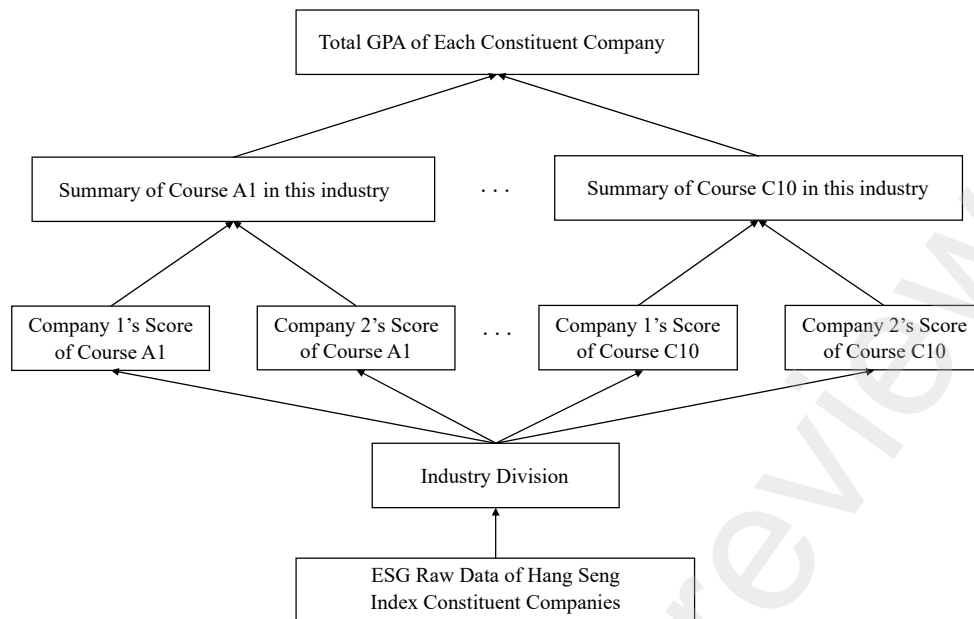 Total GPA of Each Constituent Company
Summary of Course A1 in this industry
. . .
Summary of Course C10 in this industry
Company 1’s Score
of Course A1
Company 2’s Score
of Course A1
. . .
Company 1’s Score
of Course C10
Company 2’s Score
of Course C10
Industry Division
ESG Raw Data of Hang Seng
Index Constituent Companies
review